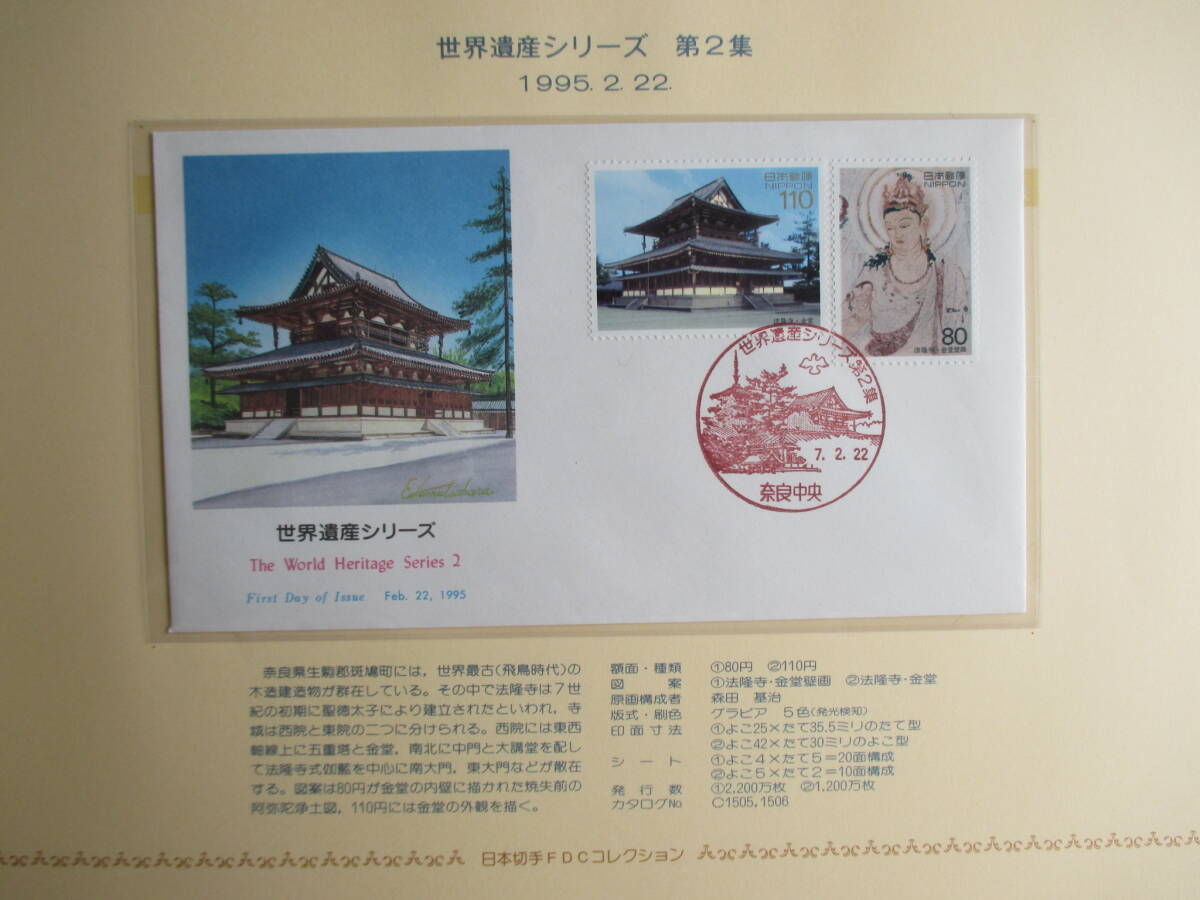 世界遺産シリーズ 第2集
1995. 2. 22.
日本郵便
NIPPON
110
法隆寺・金堂
日本郵便
NIPPON
80
法隆寺・金堂壁画
世界遺産シリーズ第2集
7. 2. 22
奈良中央
世界遺産シリーズ
The World Heritage Series 2
First Day of Issue Feb. 22, 1995
奈良県生駒郡斑鳩町には，世界最古(飛鳥時代)の
木造建造物が群在している。その中で法隆寺は7世
紀の初期に聖徳太子により建立されたといわれ，寺
域は西院と東院の二つに分けられる。西院には東西
軸線上に五重塔と金堂，南北に中門と大講堂を配し
て法隆寺式伽藍を中心に南大門，東大門などが散在
する。図案は80円が金堂の内壁に描かれた焼失前の
阿弥陀浄土図，110円には金堂の外観を描く。
額面・種類 ①80円 ②110円
図案 ①法隆寺・金堂壁画 ②法隆寺・金堂
原画構成者 森田 基治
版式・刷色 グラビア 5色(発光検知)
印面寸法 ①よこ25×たて35.5ミリのたて型
②よこ42×たて30ミリのよこ型
シート ①よこ4×たて5＝20面構成
②よこ5×たて2＝10面構成
発行数 ①2,200万枚 ②1,200万枚
カタログNo C1505,1506
日本切手FDCコレクション